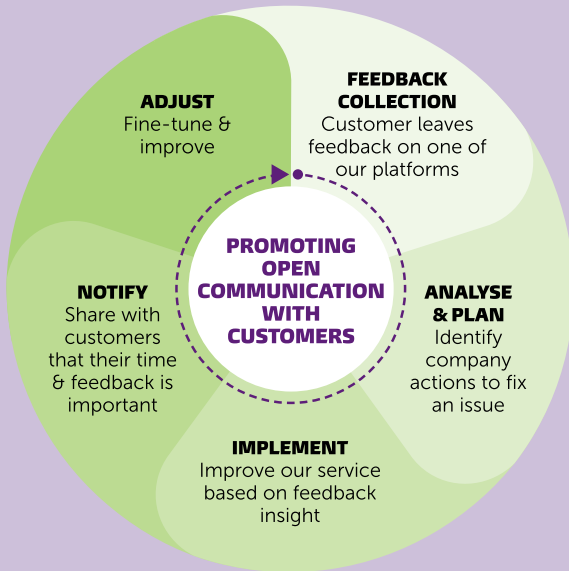 PROMOTING
OPEN
COMMUNICATION
WITH
CUSTOMERS
FEEDBACK
COLLECTION
Customer leaves
feedback on one of
our platforms
ANALYSE
& PLAN
Identify
company
actions to fix
an issue
IMPLEMENT
Improve our service
based on feedback
insight
NOTIFY
Share with
customers
that their time
& feedback is
important
ADJUST
Fine-tune &
improve